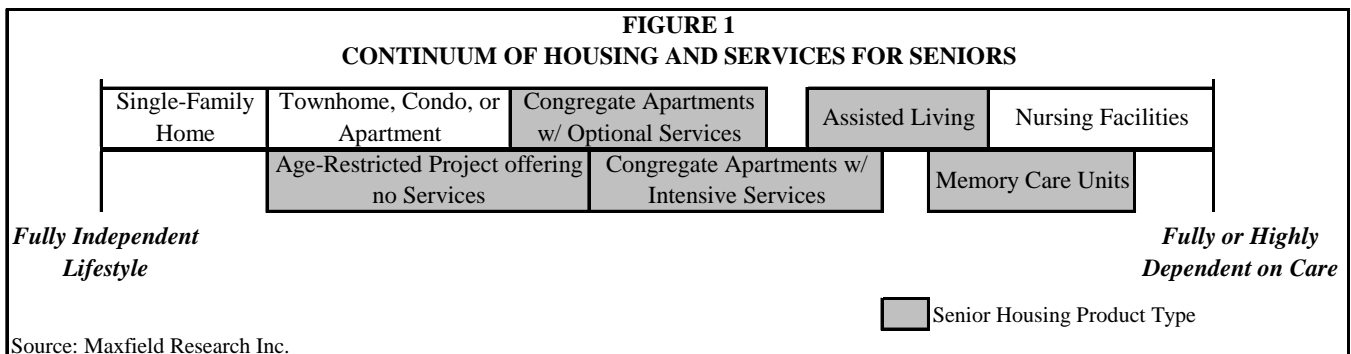 FIGURE 1
CONTINUUM OF HOUSING AND SERVICES FOR SENIORS
Single-Family
Home
Townhome, Condo, or
Apartment
Congregate Apartments
w/ Optional Services
Assisted Living
Nursing Facilities
Age-Restricted Project offering
no Services
Congregate Apartments w/
Intensive Services
Memory Care Units
Fully Independent
Lifestyle
Fully or Highly
Dependent on Care
Senior Housing Product Type
Source: Maxfield Research Inc.